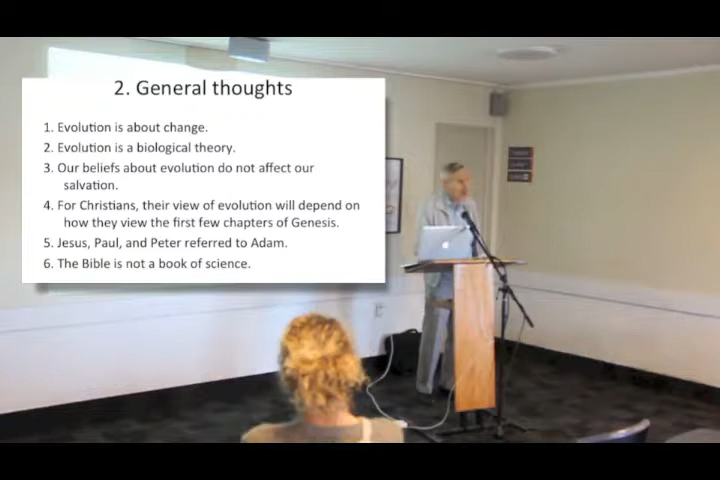 2. General thoughts
1. Evolution is about change.
2. Evolution is a biological theory.
3. Our beliefs about evolution do not affect our
salvation.
4. For Christians, their view of evolution will depend on
how they view the first few chapters of Genesis.
5. Jesus, Paul, and Peter referred to Adam.
6. The Bible is not a book of science.